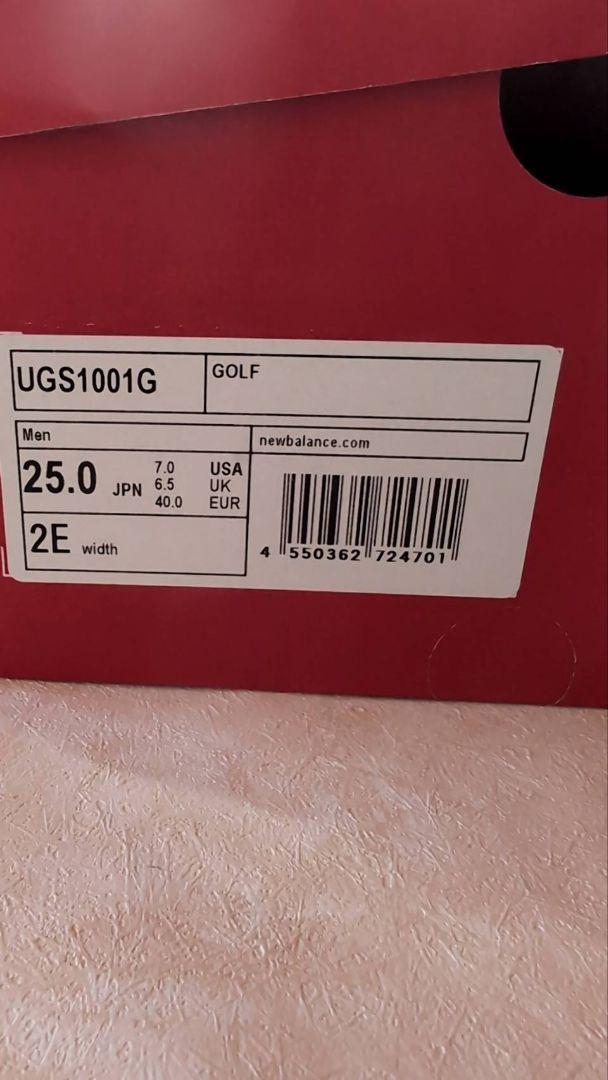 UGS1001G
GOLF
Men
newbalance.com
25.0 JPN
7.0 USA
6.5 UK
40.0 EUR
2E width
4 550362 724701